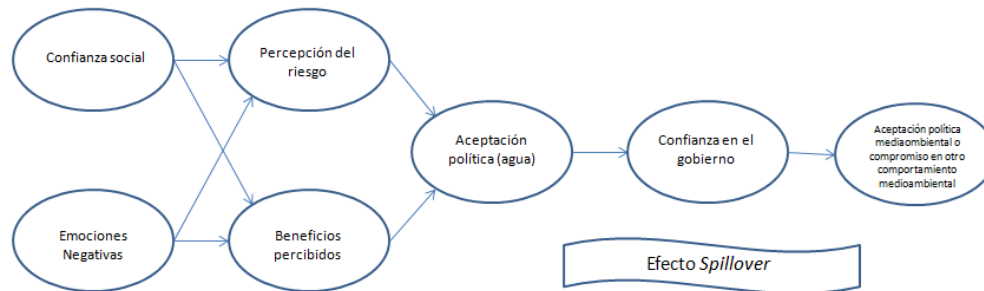 Confianza social
Percepción del
riesgo
Aceptación
política (agua)
Confianza en el
gobierno
Aceptación política
mediaombiental o
compromiso en otro
comportamiento
medioambiental
Emociones
Negativas
Beneficios
percibidos
Efecto Spillover